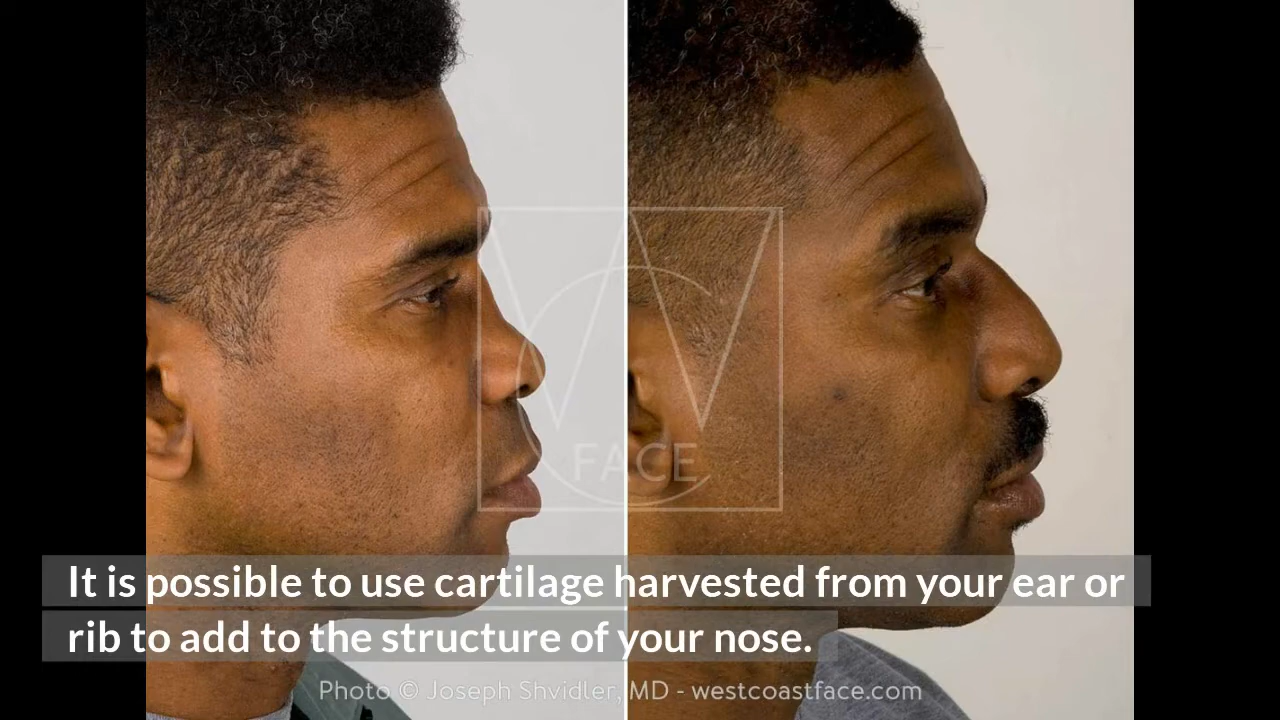 FACE
It is possible to use cartilage harvested from your ear or
rib to add to the structure of your nose.
Photo © Joseph Shvidler, MD - westcoastface.com